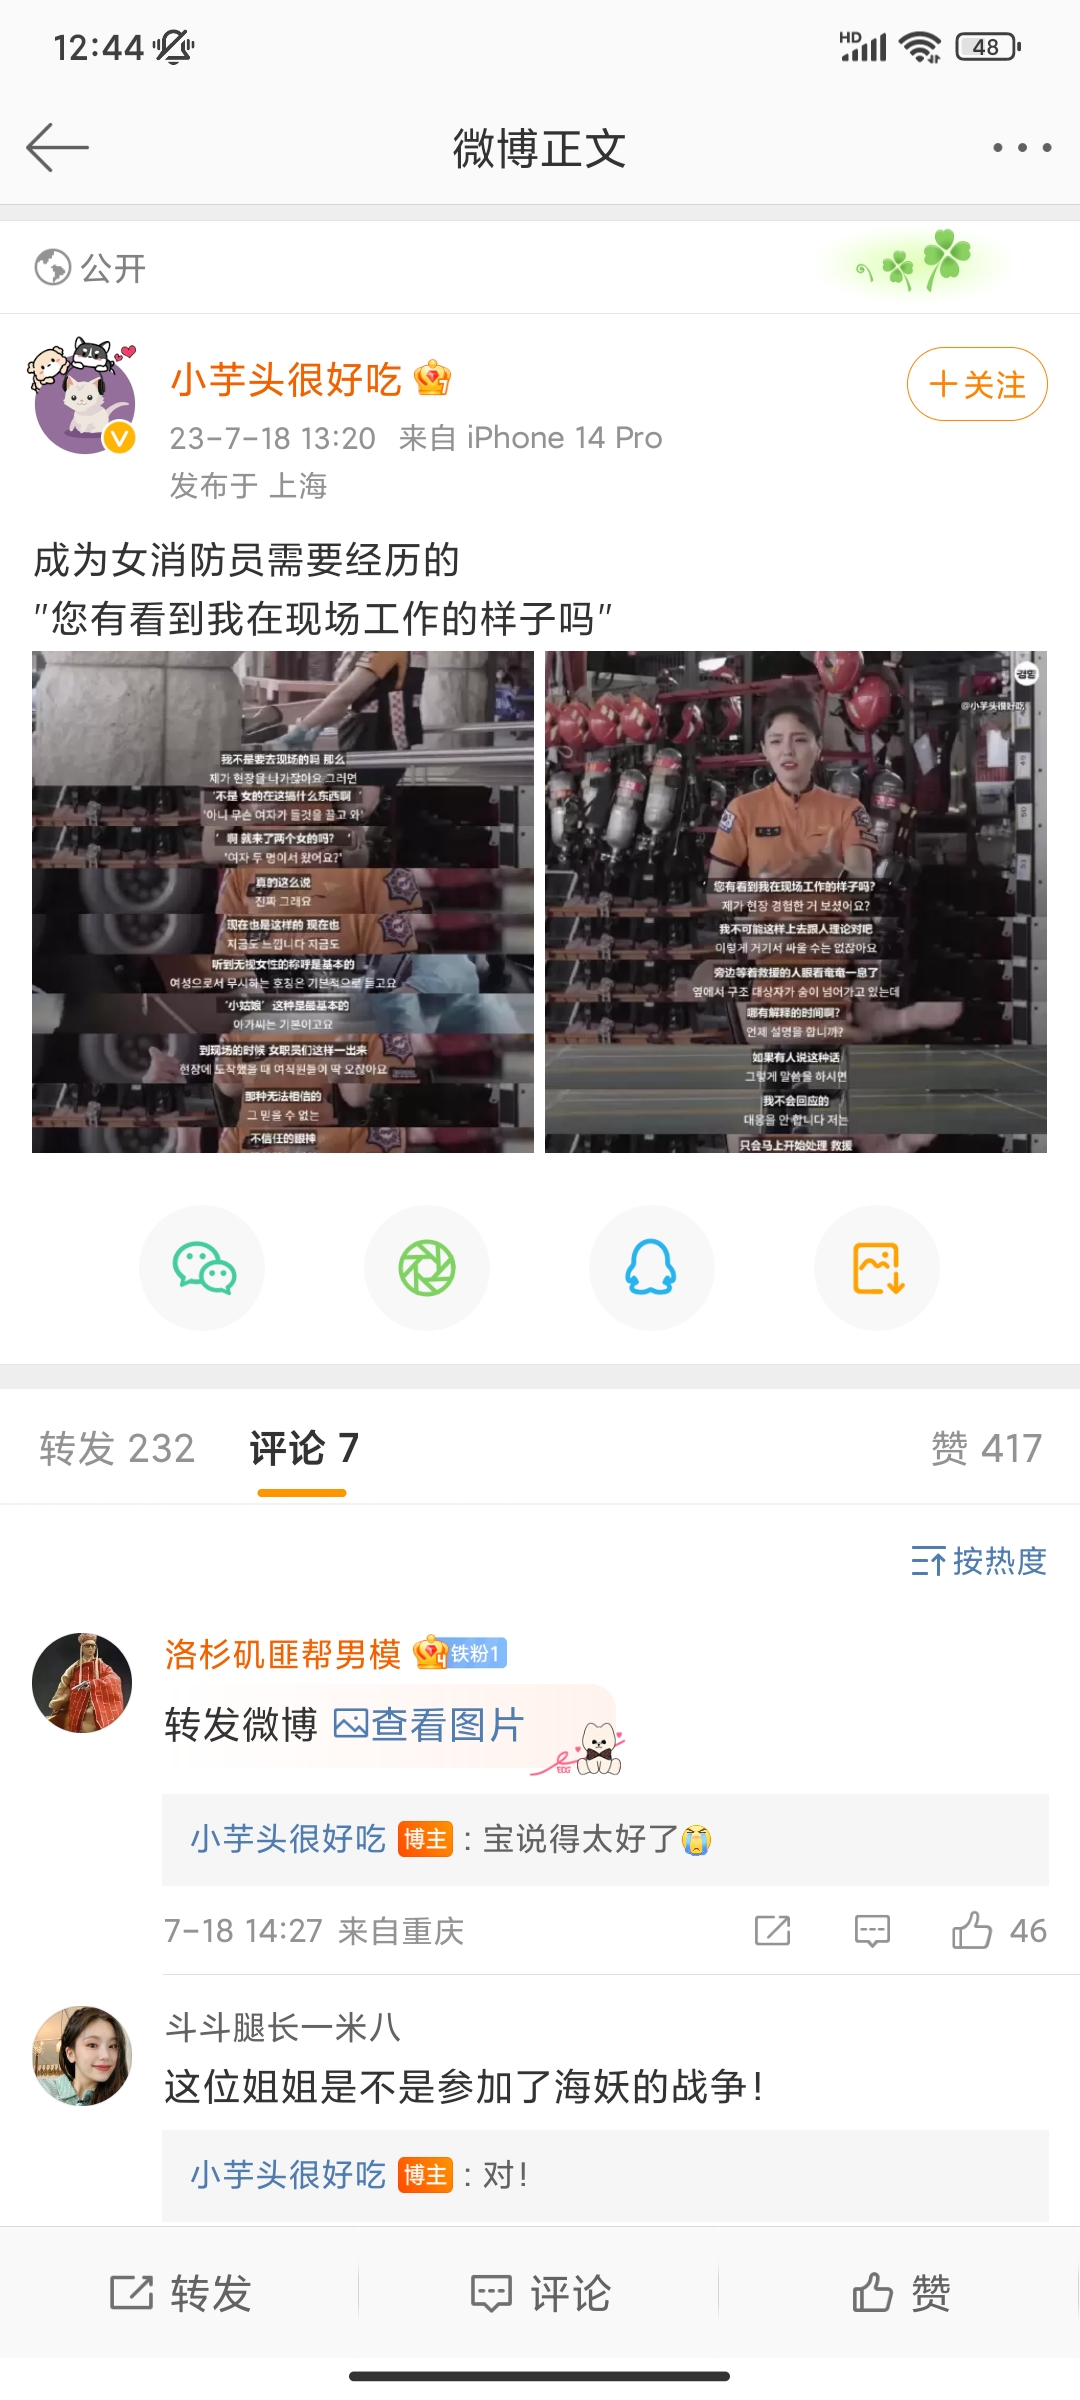 12:44
HD
48
微博正文
公开
小芋头很好吃
+关注
23-7-18 13:20 来自 iPhone 14 Pro
发布于 上海
成为女消防员需要经历的
"您有看到我在现场工作的样子吗"
我不是要去现场的吗 那么
제가 현장을 나가잖아요 그러면
'不是 女的在这搞什么东西啊'
'아니 무슨 여자가 들것을 끌고 와'
'啊 就来了两个女的吗?'
'여자 두 명이서 왔어요?'
真的这么说
진짜 그래요
现在也是这样的 现在也
지금도 느낍니다 지금도
听到无视女性的称呼是基本的
여성으로서 무시하는 호칭은 기본적으로 듣고요
'小姑娘' 这种是最基本的
아가씨는 기본이고요
到现场的时候 女职员们这样一出来
현장에 도착했을 때 여직원들이 딱 오잖아요
那种无法相信的
그 믿을 수 없는
不信任的眼神
@小芋头很好吃
'您有看到我在现场工作的样子吗?'
제가 현장 경험한 거 보셨어요?
我不可能这样上去跟人理论对吧
이렇게 거기서 싸울 수는 없잖아요
旁边等着救援的人眼看奄奄一息了
옆에서 구조 대상자가 숨이 넘어가고 있는데
哪有解释的时间啊?
언제 설명을 합니까?
如果有人说这种话
그렇게 말씀을 하시면
我不会回应的
대응을 안 합니다 저는
只会马上开始处理 救援
转发 232
评论 7
赞 417
按热度
洛杉矶匪帮男模
铁粉1
转发微博 查看图片
小芋头很好吃 博主 : 宝说得太好了
7-18 14:27 来自重庆
46
斗斗腿长一米八
这位姐姐是不是参加了海妖的战争!
小芋头很好吃 博主 : 对!
转发
评论
赞